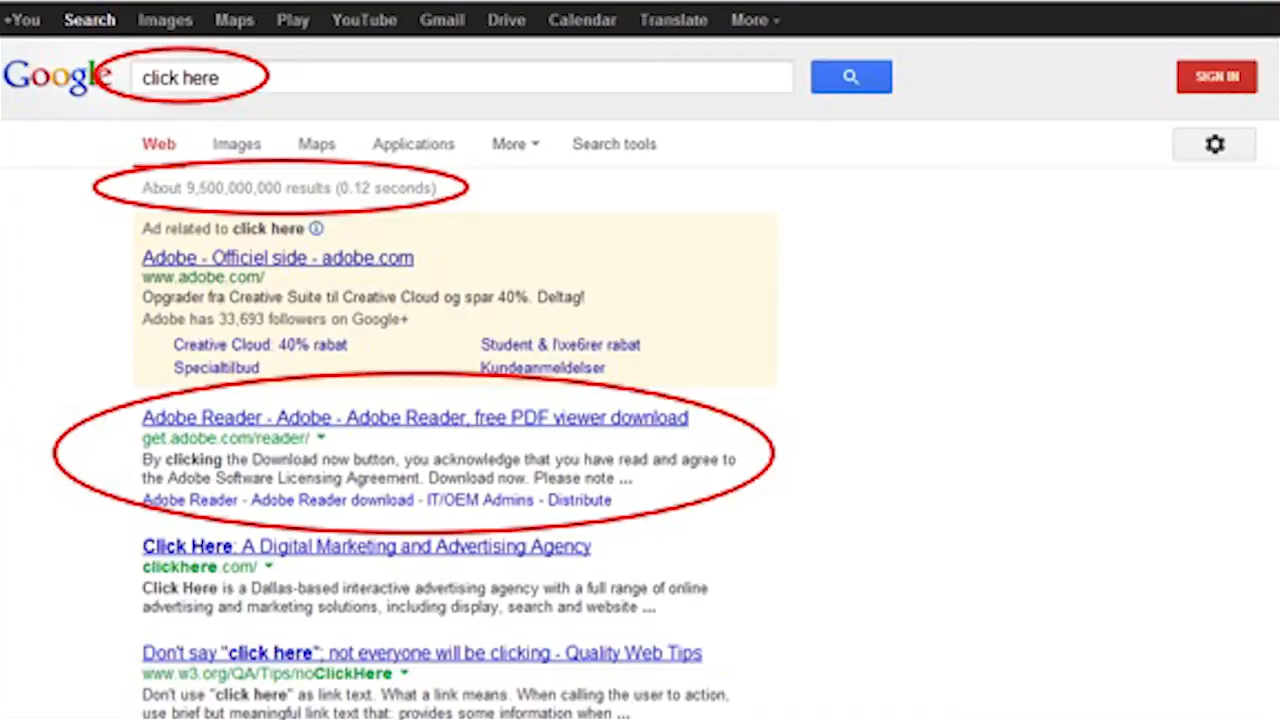 +You Search Images Maps Play YouTube Gmail Drive Calendar Translate More
Google click here SIGN IN
Web Images Maps Applications More Search tools
About 9,500,000,000 results (0.12 seconds)
Ad related to click here
Adobe - Officiel side - adobe.com
www.adobe.com/
Opgrader fra Creative Suite til Creative Cloud og spar 40%. Deltag!
Adobe has 33,693 followers on Google+
Creative Cloud: 40% rabat Student & l\xe6rer rabat
Specialtilbud Kundeanmeldelser
Adobe Reader - Adobe - Adobe Reader, free PDF viewer download
get.adobe.com/reader/
By clicking the Download now button, you acknowledge that you have read and agree to
the Adobe Software Licensing Agreement. Download now. Please note ...
Adobe Reader - Adobe Reader download - IT/OEM Admins - Distribute
Click Here: A Digital Marketing and Advertising Agency
clickhere.com/
Click Here is a Dallas-based interactive advertising agency with a full range of online
advertising and marketing solutions, including display, search and website ...
Don't say "click here"; not everyone will be clicking - Quality Web Tips
www.w3.org/QA/Tips/noClickHere
Don't use "click here" as link text. What a link means. When calling the user to action,
use brief but meaningful link text that: provides some information when ...